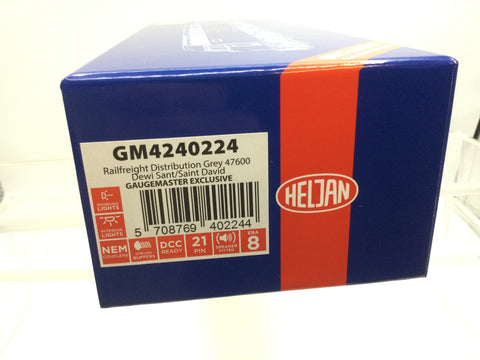 GM4240224
Railfreight Distribution Grey 47600
Dewi Sant/Saint David
GAUGEMASTER EXCLUSIVE
5 708769 402244
WORKING
LIGHTS
INTERIOR
LIGHTS
NEM
COUPLERS
SPRUNG
BUFFERS
DCC
READY
21
PIN
SPEAKER
FITTED
ERA
8
HELJAN